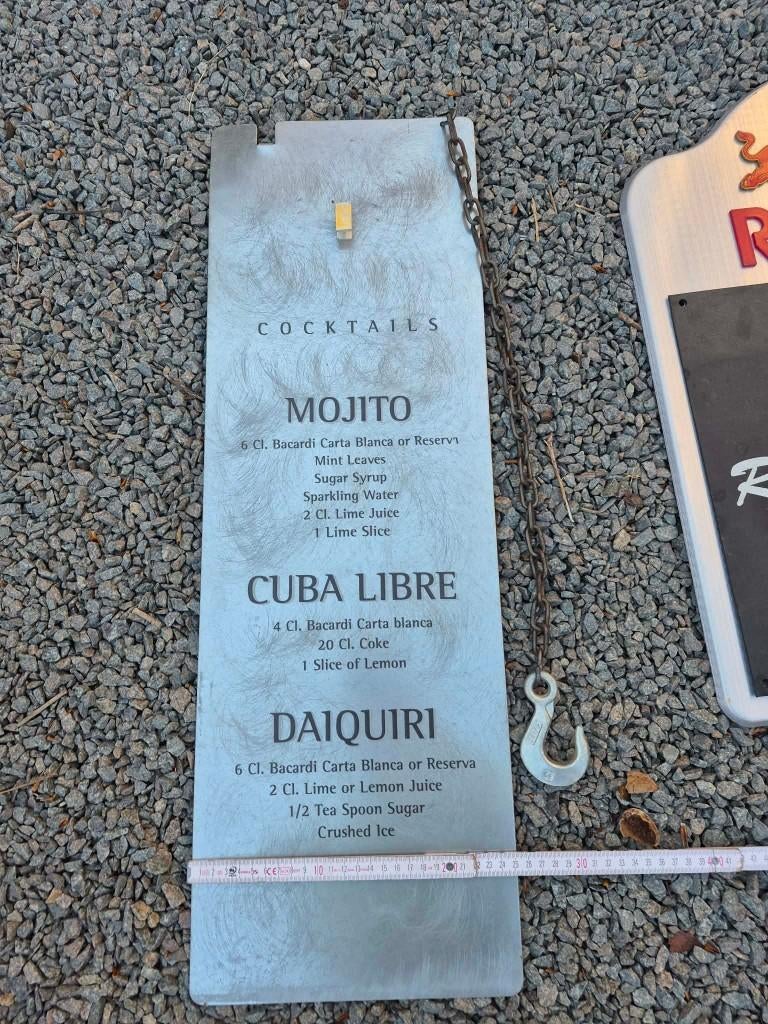 COCKTAILS
MOJITO
6 Cl. Bacardi Carta Blanca or Reserva
Mint Leaves
Sugar Syrup
Sparkling Water
2 Cl. Lime Juice
1 Lime Slice
CUBA LIBRE
4 Cl. Bacardi Carta blanca
20 Cl. Coke
1 Slice of Lemon
DAIQUIRI
6 Cl. Bacardi Carta Blanca or Reserva
2 Cl. Lime or Lemon Juice
1/2 Tea Spoon Sugar
Crushed Ice
R
R